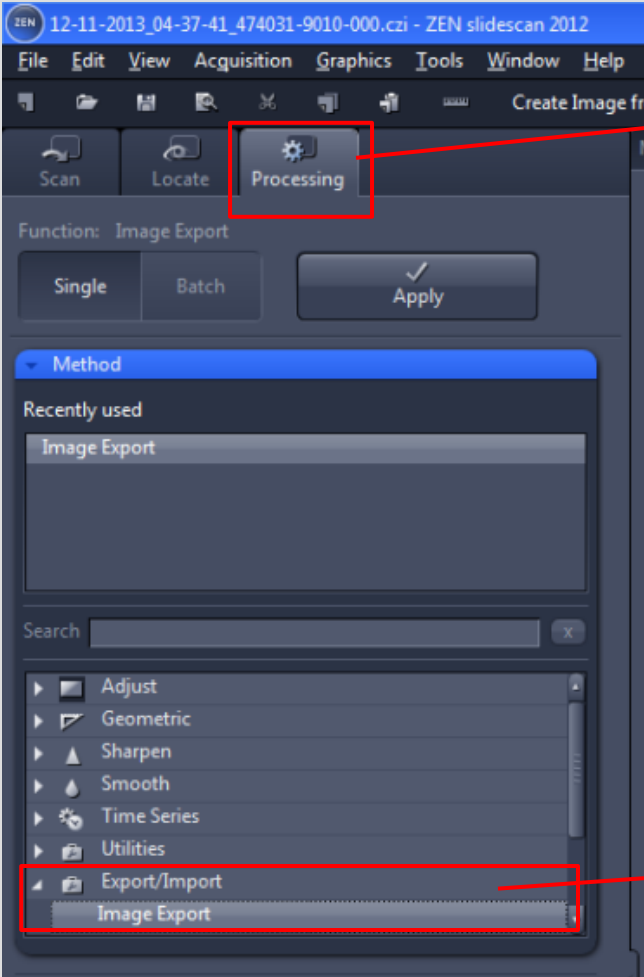 ZEN 12-11-2013_04-37-41_474031-9010-000.czi - ZEN slidescan 2012
File Edit View Acquisition Graphics Tools Window Help
Create Image fr
Scan Locate Processing
Function: Image Export
Single Batch Apply
Method
Recently used
Image Export
Search x
Adjust
Geometric
Sharpen
Smooth
Time Series
Utilities
Export/Import
Image Export